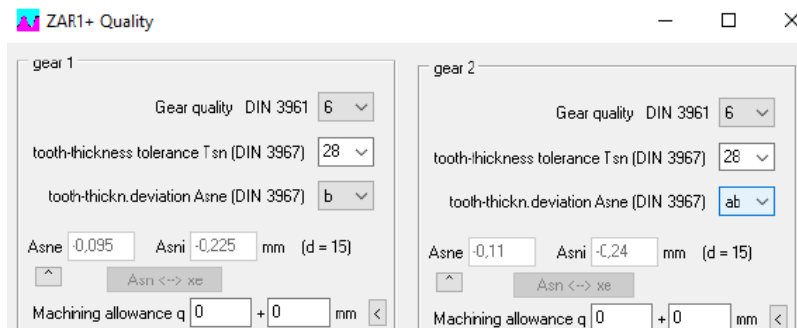 ZAR1+ Quality
gear 1
Gear quality DIN 3961 6
tooth-thickness tolerance Tsn (DIN 3967) 28
tooth-thickn.deviation Asne (DIN 3967) b
Asne -0,095 Asni -0,225 mm (d = 15)
^ Asn <--> xe
Machining allowance q 0 + 0 mm <
gear 2
Gear quality DIN 3961 6
tooth-thickness tolerance Tsn (DIN 3967) 28
tooth-thickn.deviation Asne (DIN 3967) ab
Asne -0,11 Asni -0,24 mm (d = 15)
^ Asn <--> xe
Machining allowance q 0 + 0 mm <